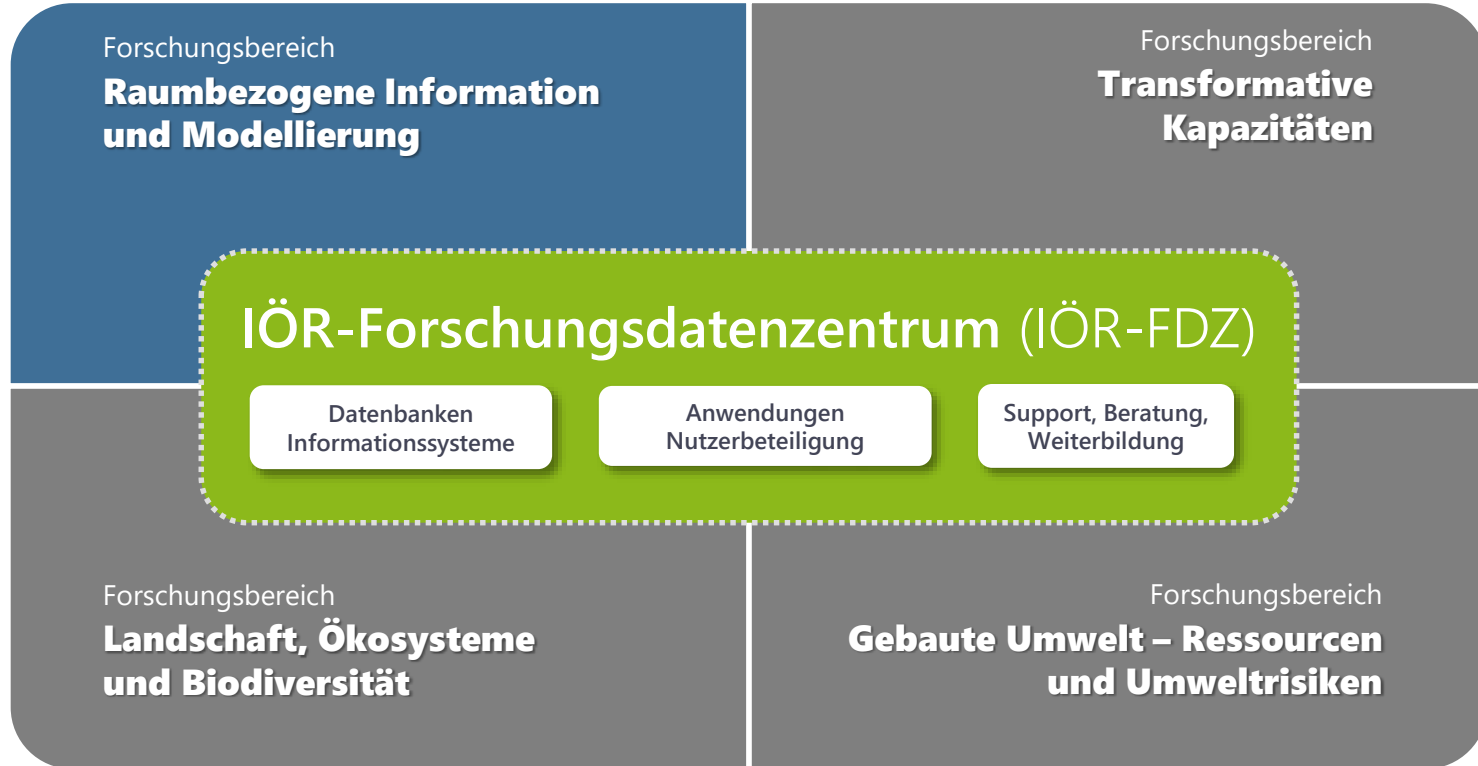 Forschungsbereich
Raumbezogene Information
und Modellierung
Forschungsbereich
Transformative
Kapazitäten
IÖR-Forschungsdatenzentrum (IÖR-FDZ)
Datenbanken
Informationssysteme
Anwendungen
Nutzerbeteiligung
Support, Beratung,
Weiterbildung
Forschungsbereich
Landschaft, Ökosysteme
und Biodiversität
Forschungsbereich
Gebaute Umwelt – Ressourcen
und Umweltrisiken